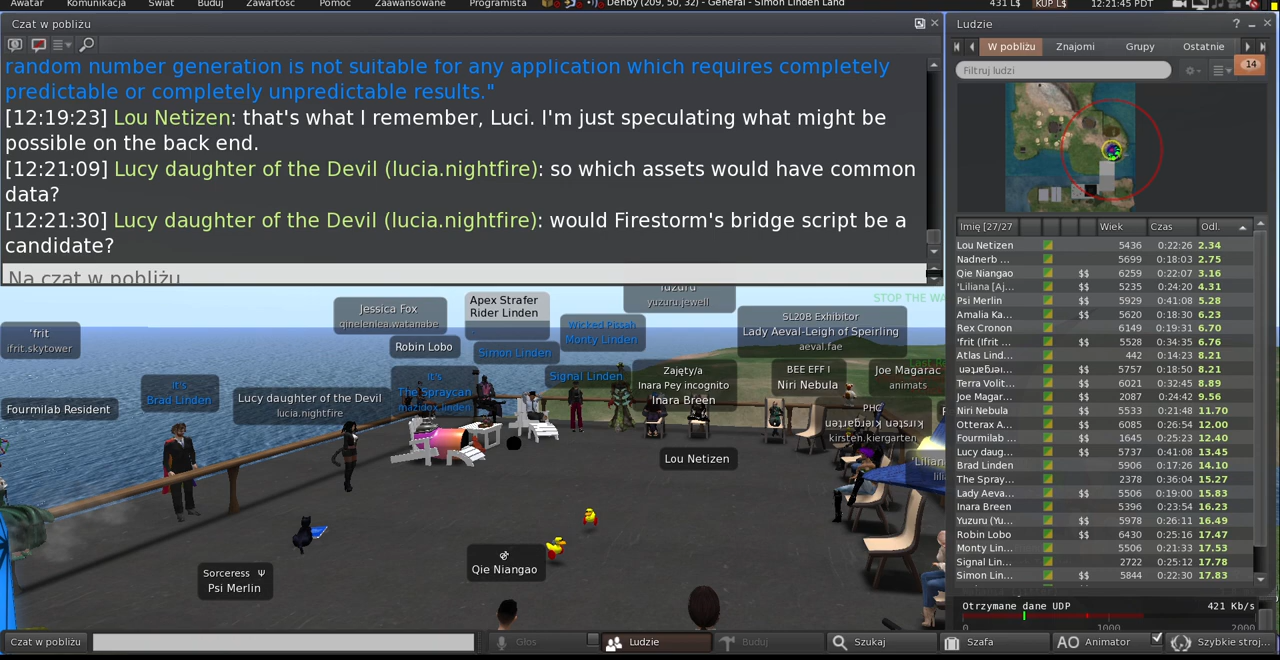 Awatar Komunikacja Świat Buduj Zawartość Pomoc Zaawansowane Programista Denby (209, 50, 32) - General - Simon Linden Land 431 L$ KUP L$ 12:21:45 PDT
Czat w pobliżu
random number generation is not suitable for any application which requires completely
predictable or completely unpredictable results."
[12:19:23] Lou Netizen: that's what I remember, Luci. I'm just speculating what might be
possible on the back end.
[12:21:09] Lucy daughter of the Devil (lucia.nightfire): so which assets would have common
data?
[12:21:30] Lucy daughter of the Devil (lucia.nightfire): would Firestorm's bridge script be a
candidate?
Na czat w pobliżu
Yuzuru
yuzuru.jewell
STOP THE WA
Jessica Fox
qinelenlea.watanabe
Apex Strafer
Rider Linden
SL20B Exhibitor
Lady Aeval-Leigh of Speirling
aeval.fae
'frit
ifrit.skytower
Robin Lobo
Simon Linden
Wicked Pissah
Monty Linden
It's
Brad Linden
It's
The Spraycan
mazidox.linden
Signal Linden
Zajęty/a
Inara Pey incognito
Inara Breen
BEE EFF I
Niri Nebula
Joe Magarac
animats
Fourmilab Resident
Lucy daughter of the Devil
lucia.nightfire
PHC
kirsten.kiergarten
Lou Netizen
'Liliana
lili
Qie Niangao
Sorceress Ψ
Psi Merlin
Ludzie
W pobliżu Znajomi Grupy Ostatnie
Filtruj ludzi
14
Imię [27/27 Wiek Czas Odl.
Lou Netizen 5436 0:22:26 2.34
Nadnerb ... 5699 0:18:03 2.75
Qie Niangao $$ 6259 0:22:07 3.16
'Liliana [Aj... $$ 5235 0:24:20 4.31
Psi Merlin $$ 5929 0:41:08 5.28
Amalia Ka... $$ 5620 0:18:30 6.23
Rex Cronon 6149 0:19:31 6.70
'frit (Ifrit ... $$ 5528 0:34:35 6.76
Atlas Lind... 442 0:14:23 8.21
$$ 5757 0:18:50 8.21
Terra Volit... $$ 6021 0:32:45 8.89
Joe Magar... $$ 2087 0:24:42 9.56
Niri Nebula $$ 5533 0:21:48 11.70
Otterax A... $$ 6085 0:26:54 12.00
Fourmilab ... $$ 1645 0:25:23 12.40
Lucy daug... $$ 5737 0:41:08 13.45
Brad Linden 5906 0:17:26 14.10
The Spray... 2378 0:36:04 15.27
Lady Aeva... $$ 5506 0:19:00 15.83
Inara Breen 5396 0:23:54 16.23
Yuzuru (Yu... $$ 5978 0:26:11 16.49
Robin Lobo $$ 6430 0:25:16 17.47
Monty Lin... 5506 0:21:33 17.53
Signal Lin... 2722 0:25:12 17.78
Simon Lin... $$ 5844 0:22:30 17.83
Otrzymane dane UDP 421 Kb/s
0 1000 2000
Czat w pobliżu Głos Ludzie Buduj Szukaj Szafa AO Animator Szybkie stroj...